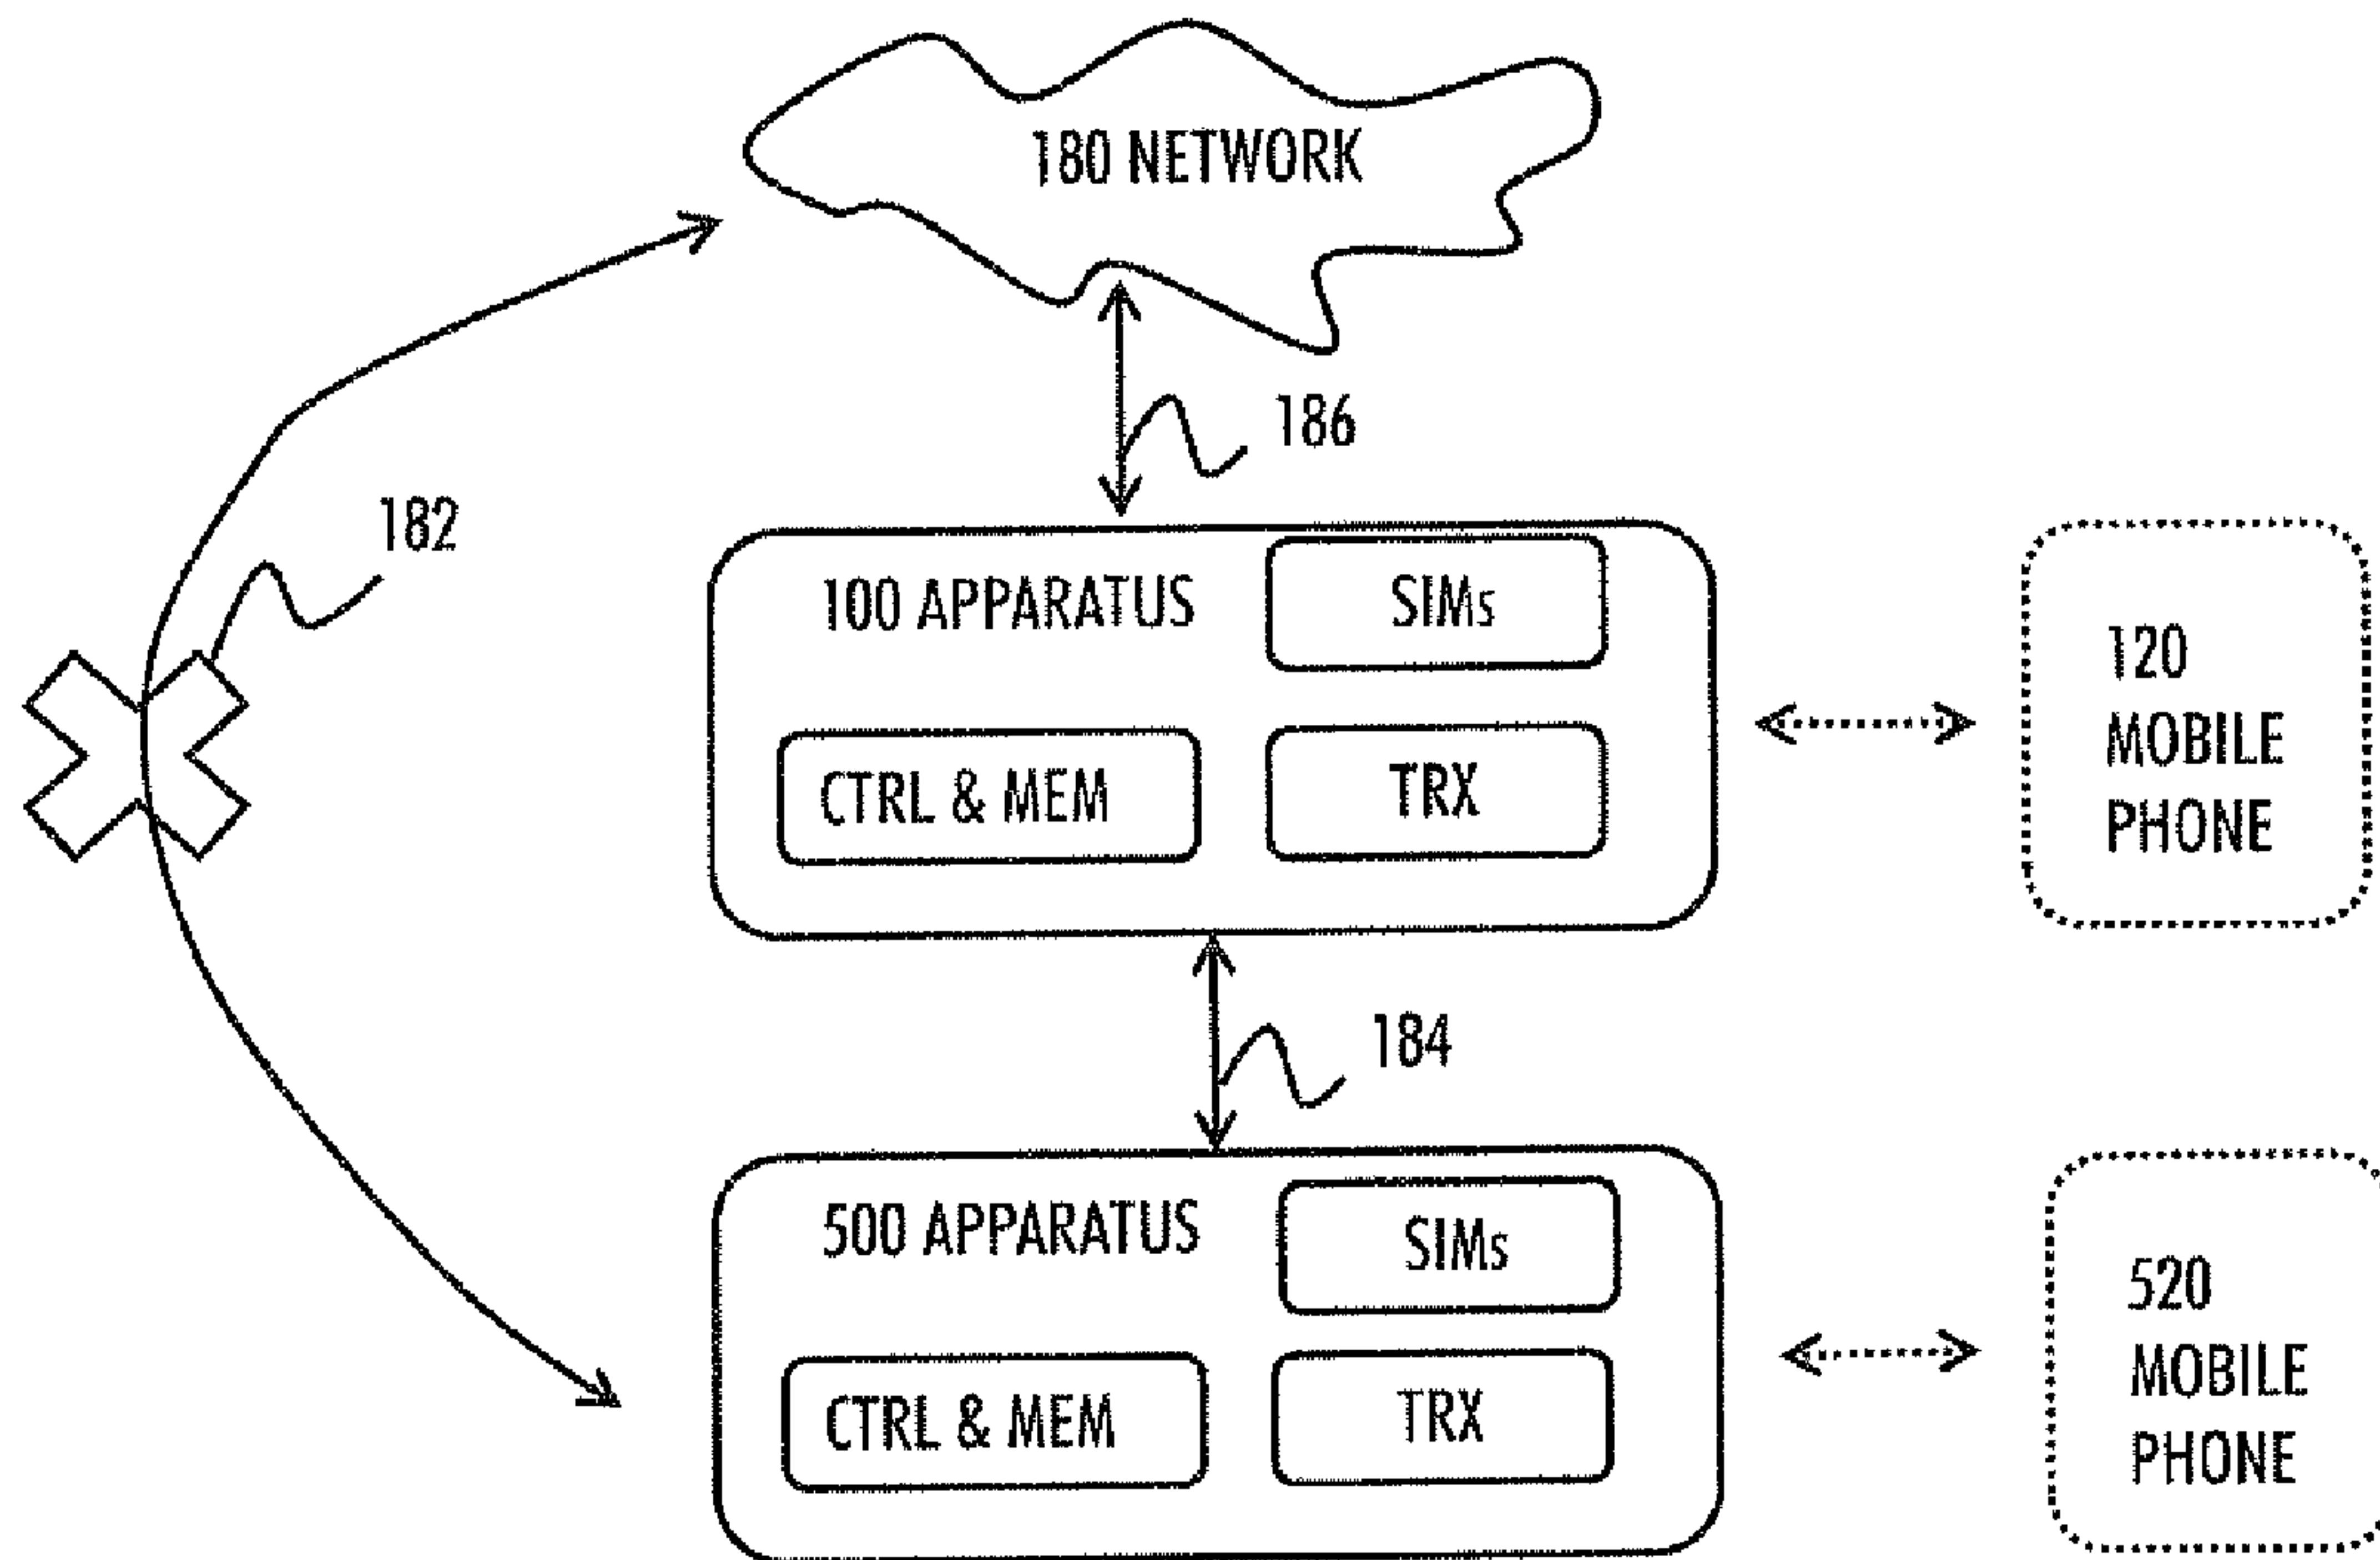 180 NETWORK
186
182
100 APPARATUS
SIMs
CTRL & MEM
TRX
120
MOBILE
PHONE
184
500 APPARATUS
SIMs
CTRL & MEM
TRX
520
MOBILE
PHONE